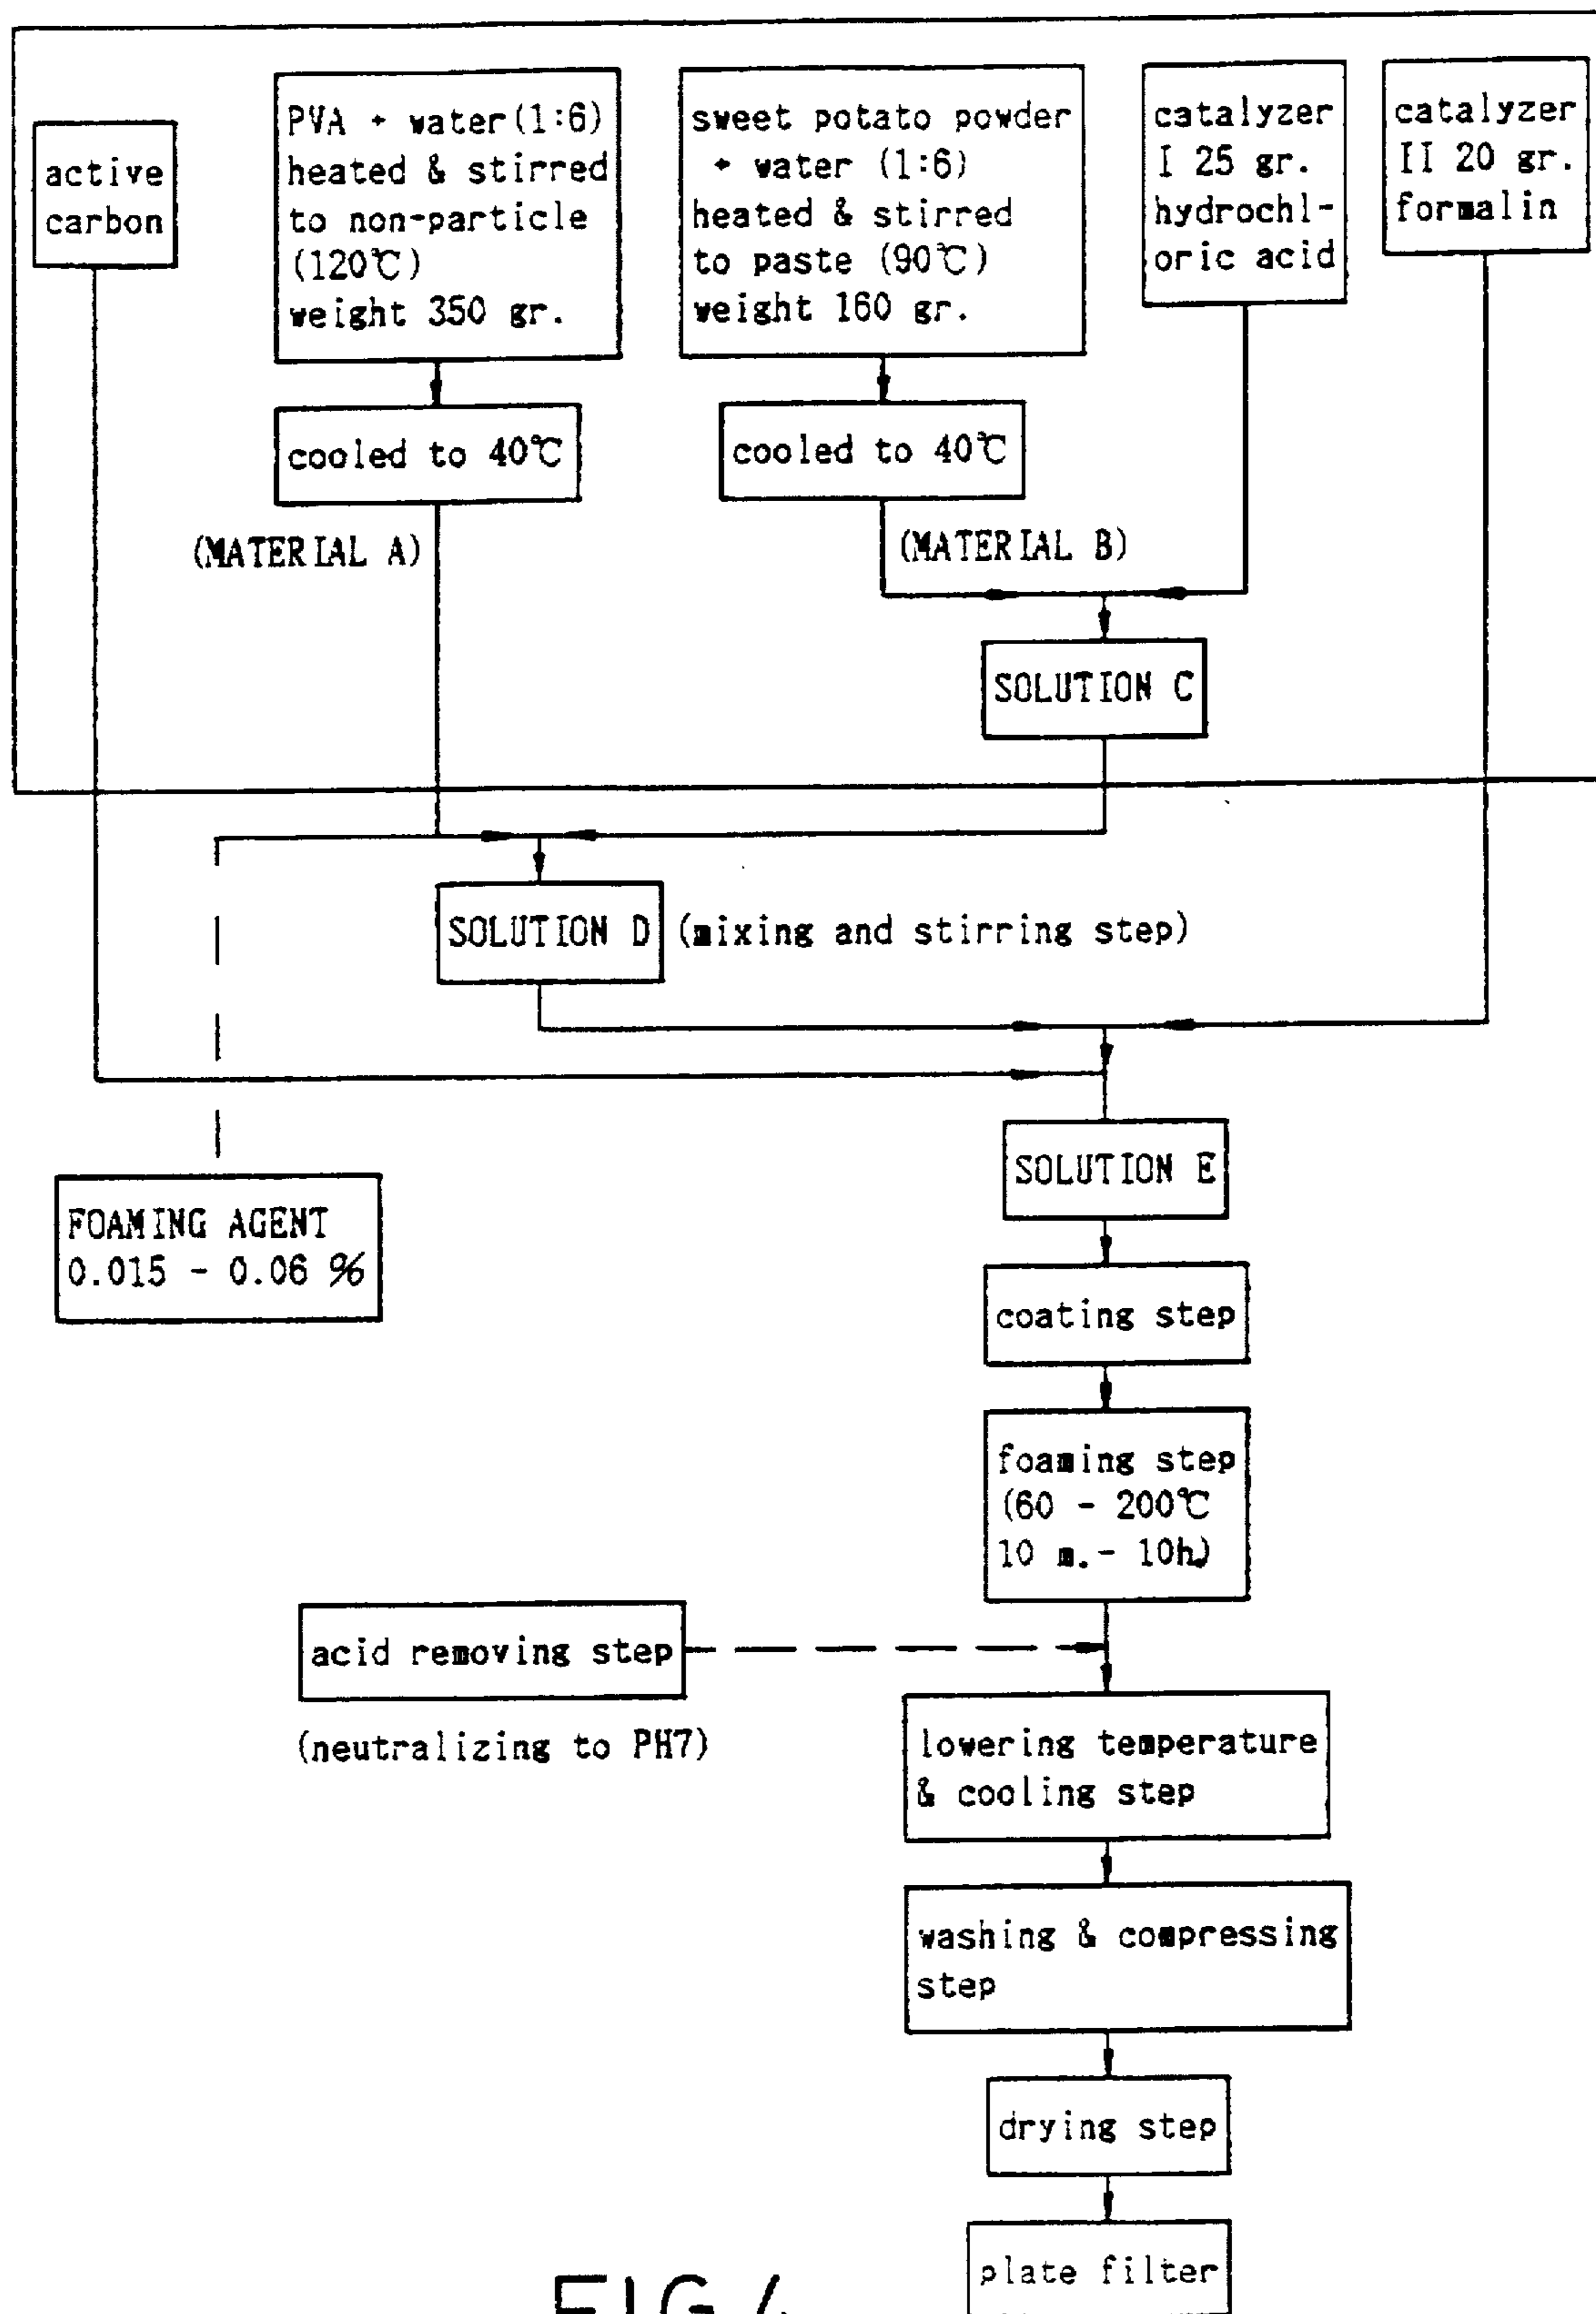 active
carbon
PVA + water(1:6)
heated & stirred
to non-particle
(120℃)
weight 350 gr.
sweet potato powder
+ water (1:6)
heated & stirred
to paste (90℃)
weight 160 gr.
catalyzer
I 25 gr.
hydrochl-
oric acid
catalyzer
II 20 gr.
formalin
cooled to 40℃
cooled to 40℃
(MATERIAL A)
(MATERIAL B)
SOLUTION C
SOLUTION D (mixing and stirring step)
SOLUTION E
FOAMING AGENT
0.015 - 0.06 %
coating step
foaming step
(60 - 200℃
10 m.- 10h.)
acid removing step
(neutralizing to PH7)
lowering temperature
& cooling step
washing & compressing
step
drying step
plate filter
FIG.4